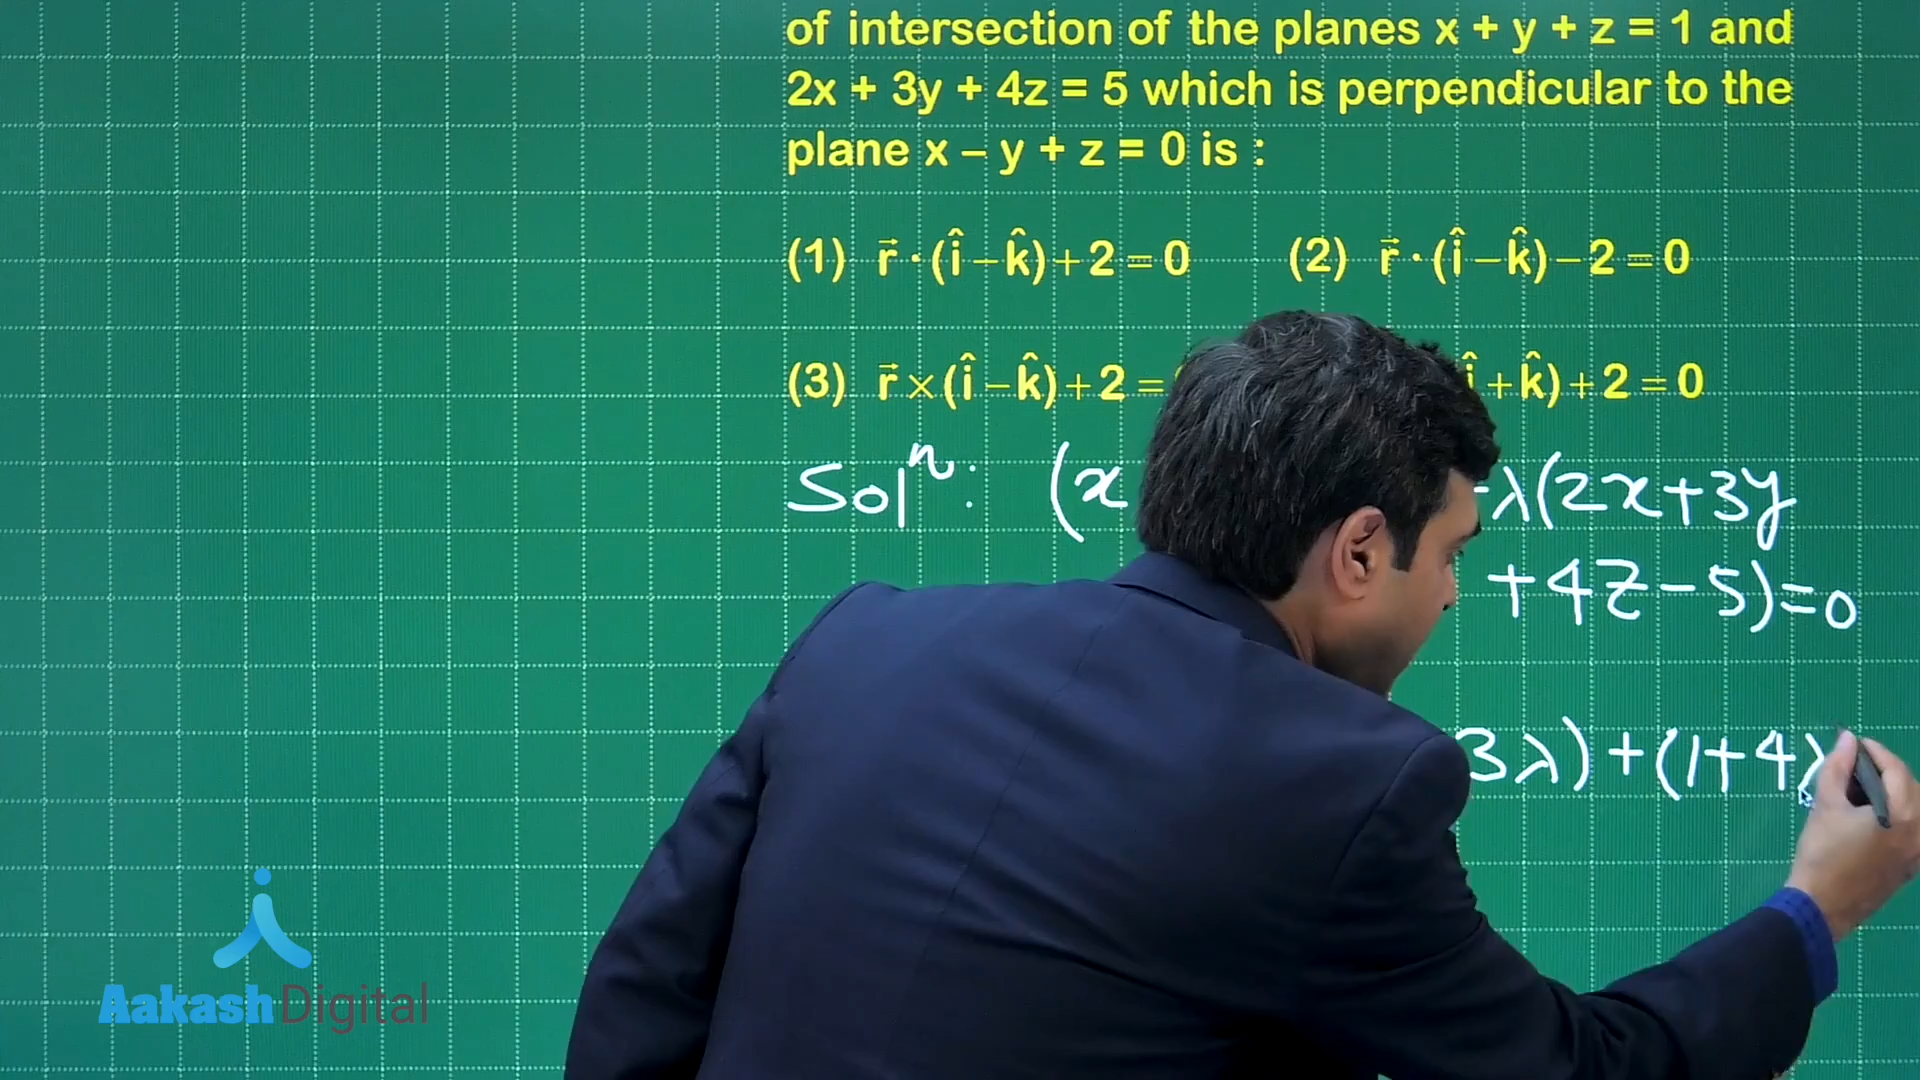 of intersection of the planes x + y + z = 1 and
2x + 3y + 4z = 5 which is perpendicular to the
plane x – y + z = 0 is :
(1) r⃗ · (î – k̂) + 2 = 0 (2) r⃗ · (î – k̂) – 2 = 0
(3) r⃗ × (î – k̂) + 2 = + k̂) + 2 = 0
Solⁿ: (x λ(2x+3y
+4z-5)=0
3λ)+(1+4λ
Aakash Digital